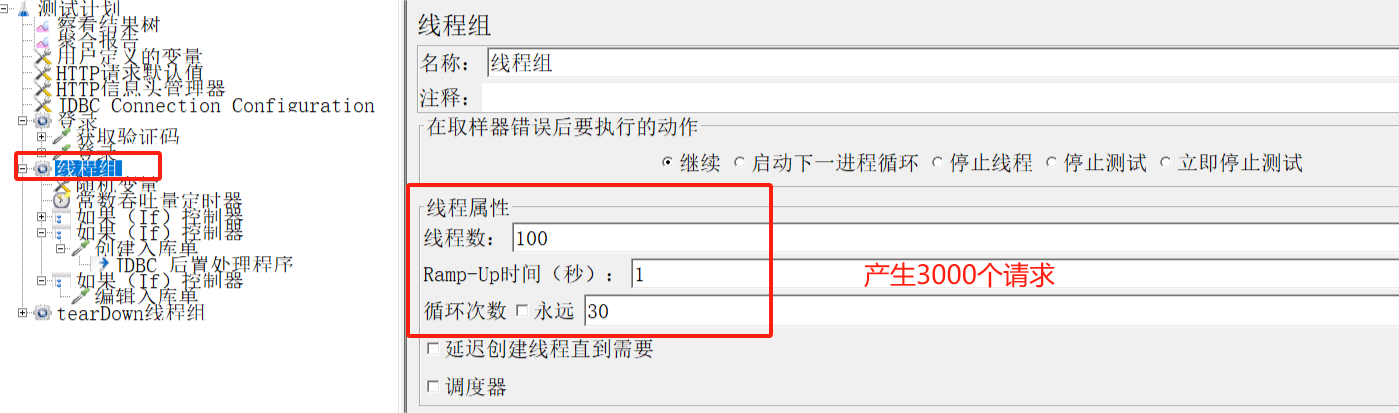 测试计划
察看结果树
聚合报告
用户定义的变量
HTTP请求默认值
HTTP信息头管理器
JDBC Connection Configuration
登录
获取验证码
登录
线程组
随机变量
常数吞吐量定时器
如果（If）控制器
如果（If）控制器
创建入库单
JDBC 后置处理程序
如果（If）控制器
编辑入库单
tearDown线程组
线程组
名称： 线程组
注释：
在取样器错误后要执行的动作
继续 启动下一进程循环 停止线程 停止测试 立即停止测试
线程属性
线程数： 100
Ramp-Up时间（秒）： 1
产生3000个请求
循环次数 永远 30
延迟创建线程直到需要
调度器